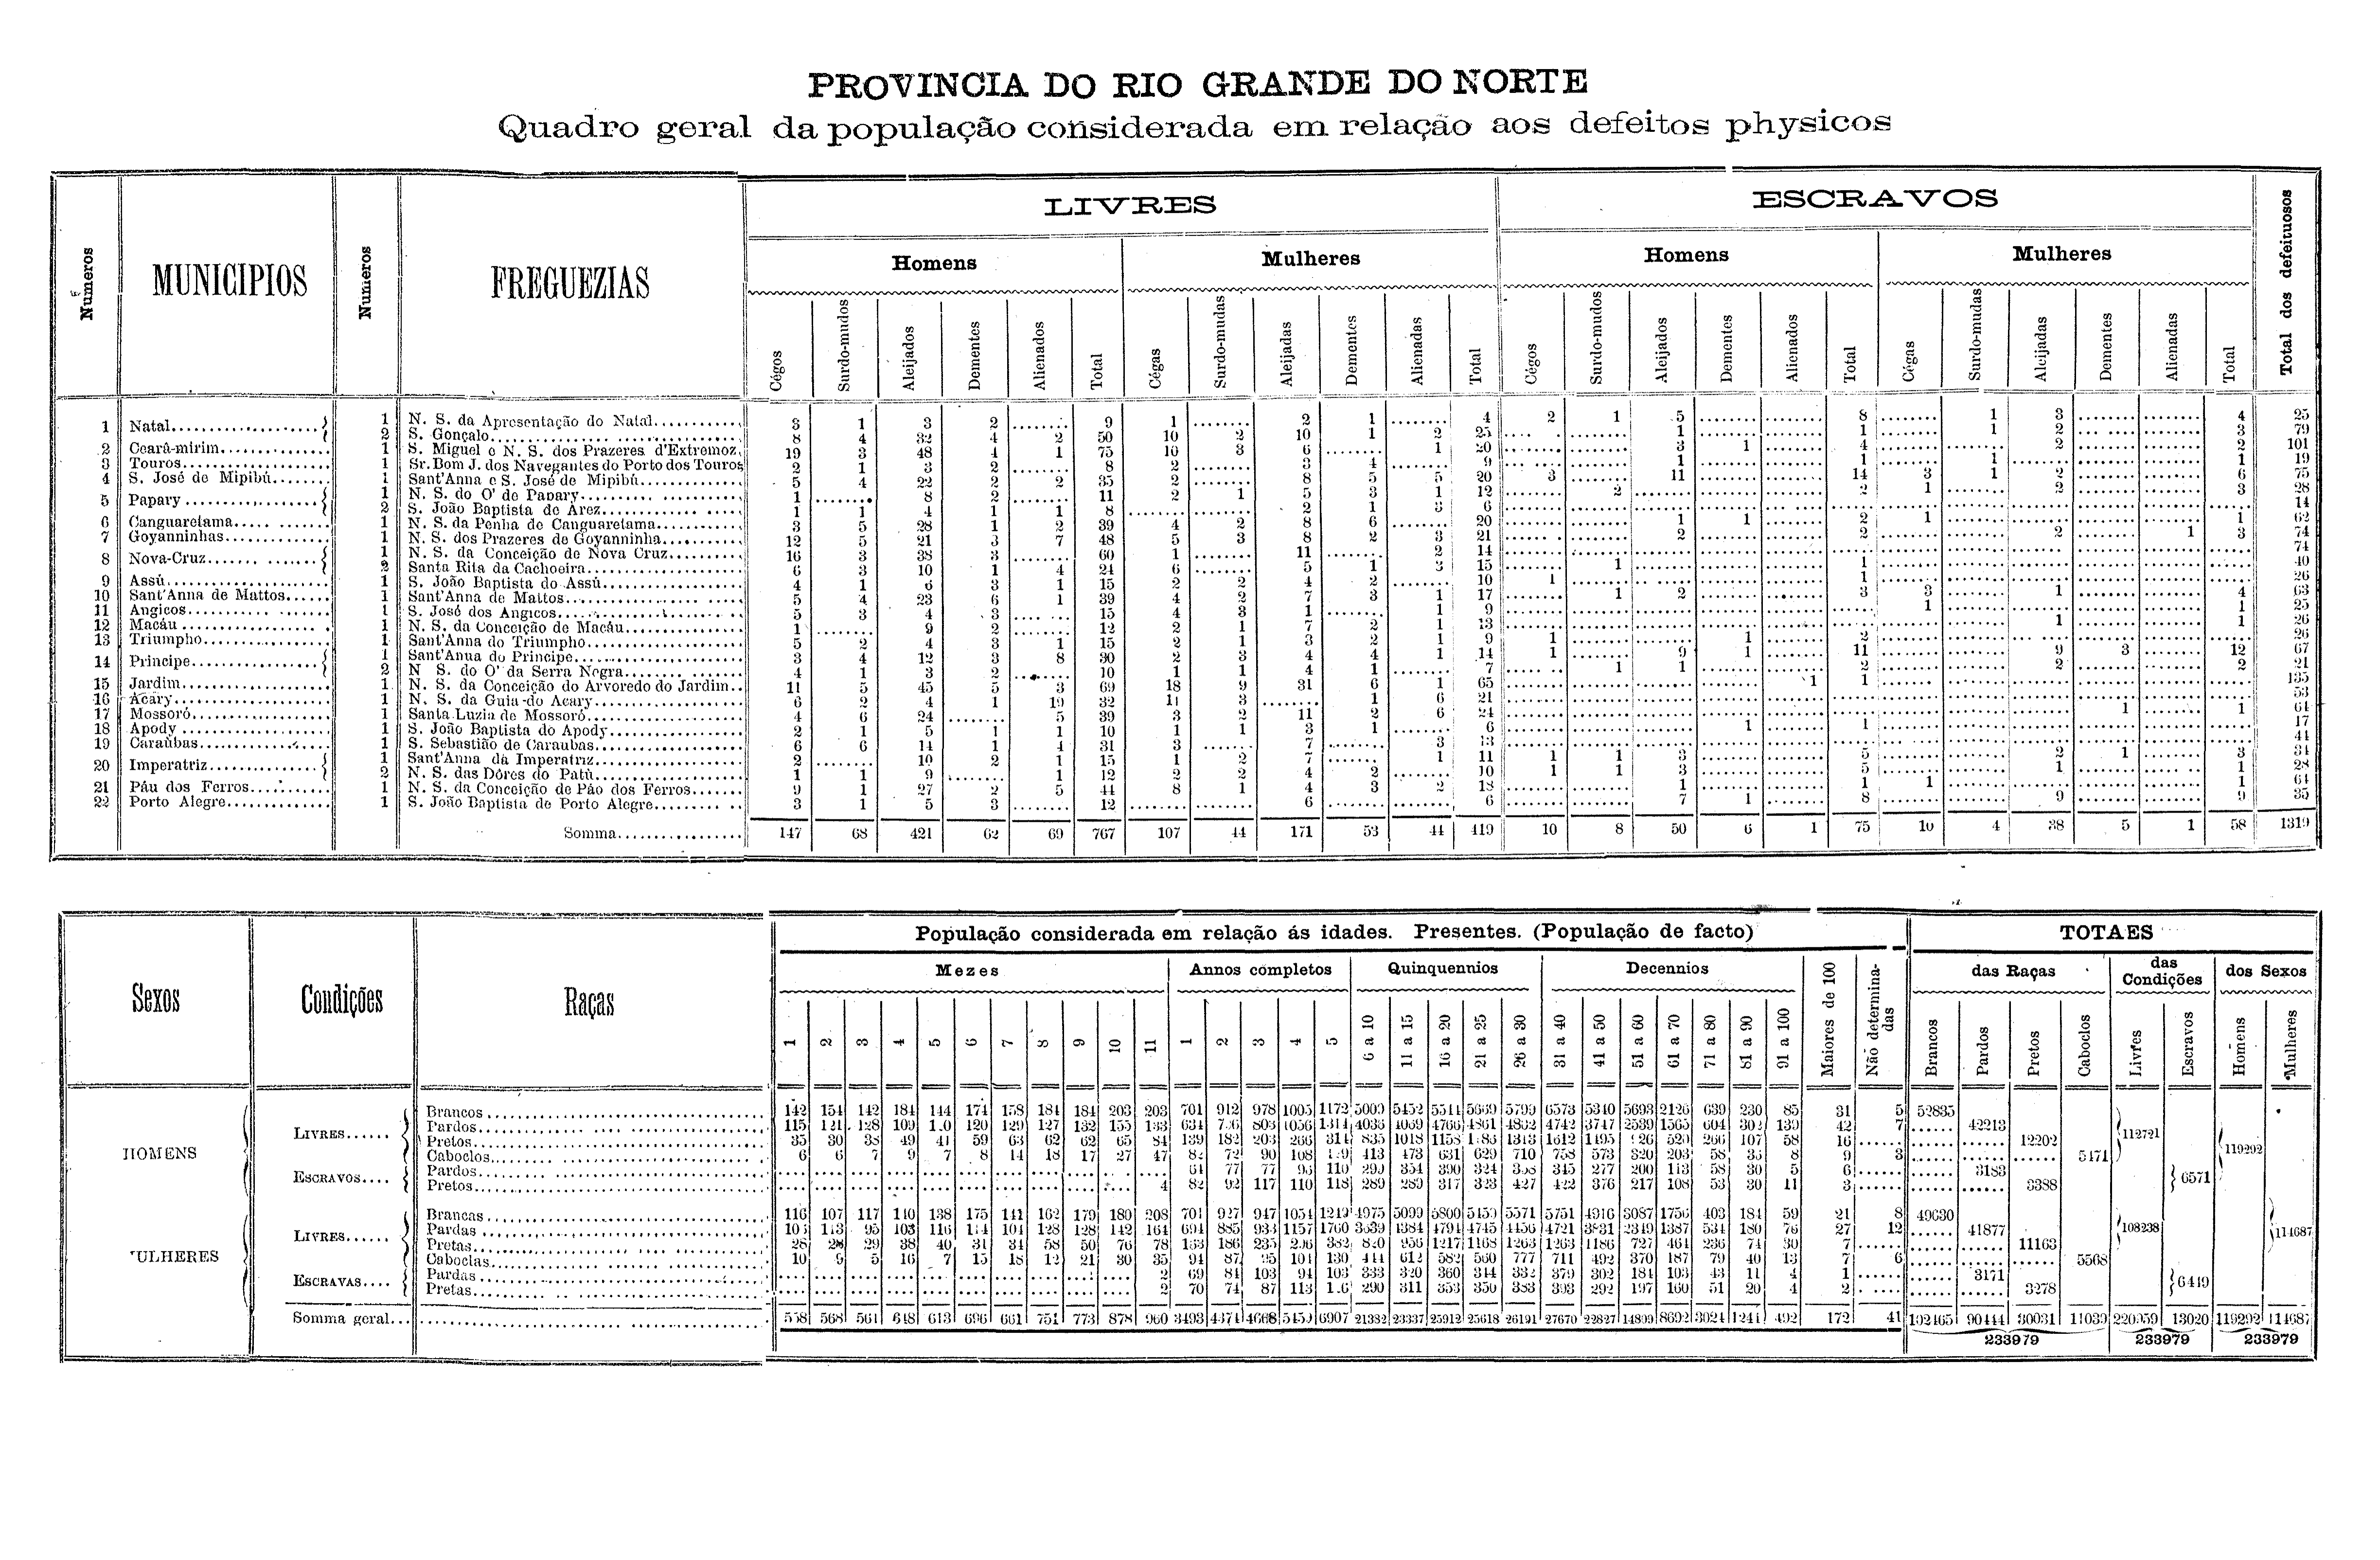 PROVINCIA DO RIO GRANDE DO NORTE
Quadro geral da população considerada em relação aos defeitos physicos
Numeros MUNICIPIOS Numeros FREGUEZIAS LIVRES ESCRAVOS Total dos defeituosos
Homens Mulheres Homens Mulheres
Cégos Surdo-mudos Aleijados Dementes Alienados Total Cégas Surdo-mudas Aleijadas Dementes Alienadas Total Cégos Surdo-mudos Aleijados Dementes Alienados Total Cégas Surdo-mudas Aleijadas Dementes Alienadas Total
1 Natal 1 N. S. da Apresentação do Natal 3 1 3 2 ........ 9 1 ........ 2 1 ........ 4 2 1 5 ........ ........ 8 ........ 1 3 ........ ........ 4 25
2 S. Gonçalo 8 4 32 4 2 50 10 2 10 1 2 25 ........ ........ 1 ........ ........ 1 ........ 1 2 ........ ........ 3 79
2 Ceará-mirim 1 S. Miguel e N. S. dos Prazeres d'Extremoz 19 3 48 4 1 75 10 3 6 ........ 1 20 ........ ........ 3 1 ........ 4 ........ ........ 2 ........ ........ 2 101
3 Touros 1 Sr. Bom J. dos Navegantes do Porto dos Touros 2 1 3 2 ........ 8 2 ........ 3 4 ........ 9 ........ ........ 1 ........ ........ 1 ........ 1 ........ ........ ........ 1 19
4 S. José de Mipibú 1 Sant'Anna e S. José de Mipibú 5 4 22 2 2 35 2 ........ 8 5 5 20 3 ........ 11 ........ ........ 14 3 1 2 ........ ........ 6 75
5 Papary 1 N. S. do O' de Papary 1 ........ 8 2 ........ 11 2 1 5 3 1 12 ........ 2 ........ ........ ........ 2 1 ........ 2 ........ ........ 3 28
2 S. João Baptista de Arez 1 1 4 1 1 8 ........ ........ 2 1 3 6 ........ 14
6 Canguaretama 1 N. S. da Penha de Canguaretama 3 5 28 1 2 39 4 2 8 6 ........ 20 ........ ........ 1 1 ........ 2 1 ........ ........ ........ ........ 1 62
7 Goyanninhas 1 N. S. dos Prazeres de Goyanninha 12 5 21 3 7 48 5 3 8 2 3 21 ........ ........ 2 ........ ........ 2 ........ ........ 2 ........ 1 3 74
8 Nova-Cruz 1 N. S. da Conceição de Nova Cruz 16 3 38 3 ........ 60 1 ........ 11 ........ 2 14 ........ 74
2 Santa Rita da Cachoeira 6 3 10 1 4 24 6 ........ 5 1 3 15 ........ 1 ........ ........ ........ 1 ........ 40
9 Assú 1 S. João Baptista do Assú 4 1 6 3 1 15 2 2 4 2 ........ 10 1 ........ ........ ........ ........ 1 ........ 26
10 Sant'Anna de Mattos 1 Sant'Anna de Mattos 5 4 23 6 1 39 4 2 7 3 1 17 ........ 1 2 ........ ........ 3 3 ........ 1 ........ ........ 4 63
11 Angicos 1 S. José dos Angicos 5 3 4 3 ........ 15 4 3 1 ........ 1 9 ........ 1 ........ ........ ........ ........ 1 25
12 Macáu 1 N. S. da Conceição de Macáu 1 ........ 9 2 ........ 12 2 1 7 2 1 13 ........ ........ ........ 1 ........ ........ 1 26
13 Triumpho 1 Sant'Anna do Triumpho 5 2 4 3 1 15 2 1 3 2 1 9 1 ........ ........ 1 ........ 2 ........ 26
14 Principe 1 Sant'Anna do Principe 3 4 12 3 8 30 2 3 4 4 1 14 1 ........ 9 1 ........ 11 ........ ........ 9 3 ........ 12 67
2 N S. do O' da Serra Negra 4 1 3 2 ........ 10 1 1 4 1 ........ 7 ........ 1 1 ........ ........ 2 ........ ........ 2 ........ ........ 2 21
15 Jardim 1 N. S. da Conceição do Arvoredo do Jardim 11 5 45 5 3 69 18 9 31 6 1 65 ........ ........ ........ ........ 1 1 ........ 135
16 Acary 1 N. S. da Guia do Acary 6 2 4 1 19 32 11 3 ........ 1 6 21 ........ 53
17 Mossoró 1 Santa Luzia de Mossoró 4 6 24 ........ 5 39 3 2 11 2 6 24 ........ ........ ........ ........ 1 ........ 1 64
18 Apody 1 S. João Baptista do Apody 2 1 5 1 1 10 1 1 3 1 ........ 6 ........ ........ ........ 1 ........ 1 ........ 17
19 Caraúbas 1 S. Sebastião de Caraubas 6 6 14 1 4 31 3 ........ 7 ........ 3 13 ........ 44
20 Imperatriz 1 Sant'Anna da Imperatriz 2 ........ 10 2 1 15 1 2 7 ........ 1 11 1 1 3 ........ ........ 5 ........ ........ 2 1 ........ 3 34
2 N. S. das Dôres do Patú 1 1 9 ........ 1 12 2 2 4 2 ........ 10 1 1 3 ........ ........ 5 ........ ........ 1 ........ ........ 1 28
21 Páu dos Ferros 1 N. S. da Conceição de Páo dos Ferros 9 1 27 2 5 44 8 1 4 3 2 18 ........ ........ 1 ........ ........ 1 1 ........ ........ ........ ........ 1 64
22 Porto Alegre 1 S. João Baptista de Porto Alegre 3 1 5 3 ........ 12 ........ ........ 6 ........ ........ 6 ........ ........ 7 1 ........ 8 ........ ........ 9 ........ ........ 9 35
Somma 147 68 421 62 69 767 107 44 171 53 44 419 10 8 50 6 1 75 10 4 38 5 1 58 1319
Sexos Condições Raças População considerada em relação ás idades. Presentes. (População de facto) TOTAES
Mezes Annos completos Quinquennios Decennios Maiores de 100 Não determinadas das Raças das Condições dos Sexos
1 2 3 4 5 6 7 8 9 10 11 1 2 3 4 5 6 a 10 11 a 15 16 a 20 21 a 25 26 a 30 31 a 40 41 a 50 51 a 60 61 a 70 71 a 80 81 a 90 91 a 100 Brancos Pardos Pretos Caboclos Livres Escravos Homens Mulheres
HOMENS LIVRES Brancos 142 154 142 184 144 174 158 184 184 203 203 701 912 978 1005 1172 5009 5452 5511 5669 5799 6573 5340 5693 2126 639 230 85 31 5 52835
Pardos 115 121 128 109 120 129 127 132 155 133 634 803 1056 1314 4036 4069 4766 4861 4862 4742 3747 2539 1565 604 302 139 42 7 42213
Pretos 35 30 38 49 41 59 63 62 62 65 84 139 182 203 266 314 835 1018 1158 1313 1612 1195 520 266 107 58 16 12202
Caboclos 6 6 7 9 7 8 14 18 17 27 47 82 72 90 108 413 473 631 629 710 758 573 320 203 58 35 8 9 3 5471
112721 119292
ESCRAVOS Pardos 61 77 77 95 110 290 354 390 324 345 277 200 113 58 30 5 6 3183
Pretos 4 82 92 117 110 118 289 289 317 323 427 422 376 217 108 53 30 11 3 3388
6571
ULHERES LIVRES Brancas 116 107 117 140 138 175 141 162 179 180 208 701 927 947 1054 1249 4975 5099 5800 5459 5571 5751 4916 3087 1756 403 184 59 21 8 49630
Pardas 113 95 103 116 104 128 128 142 164 694 885 933 1157 1760 4791 4745 4456 4721 3831 2349 1387 534 180 76 27 12 41877
Pretas 28 28 29 38 40 31 34 58 50 76 78 186 235 382 820 956 1217 1168 1263 1263 1186 727 464 236 74 30 7 11163
Caboclas 10 9 5 16 7 15 18 12 21 30 35 94 87 95 101 130 444 612 582 560 777 711 492 370 187 79 40 13 7 6 5568
108238 114687
ESCRAVAS Pardas 2 69 84 103 94 103 333 320 360 344 332 379 302 184 103 43 11 4 1 3171
Pretas 2 70 74 87 113 290 311 353 350 383 393 292 197 160 51 20 4 2 3278
6449
Somma geral 558 568 561 648 613 696 661 751 773 878 960 3493 4374 4668 5459 6907 21382 23337 25912 25618 26191 27670 22827 14899 8692 3024 1244 492 172 41 102465 90444 30031 11039 220959 13020 119292 114687
233979 233979 233979